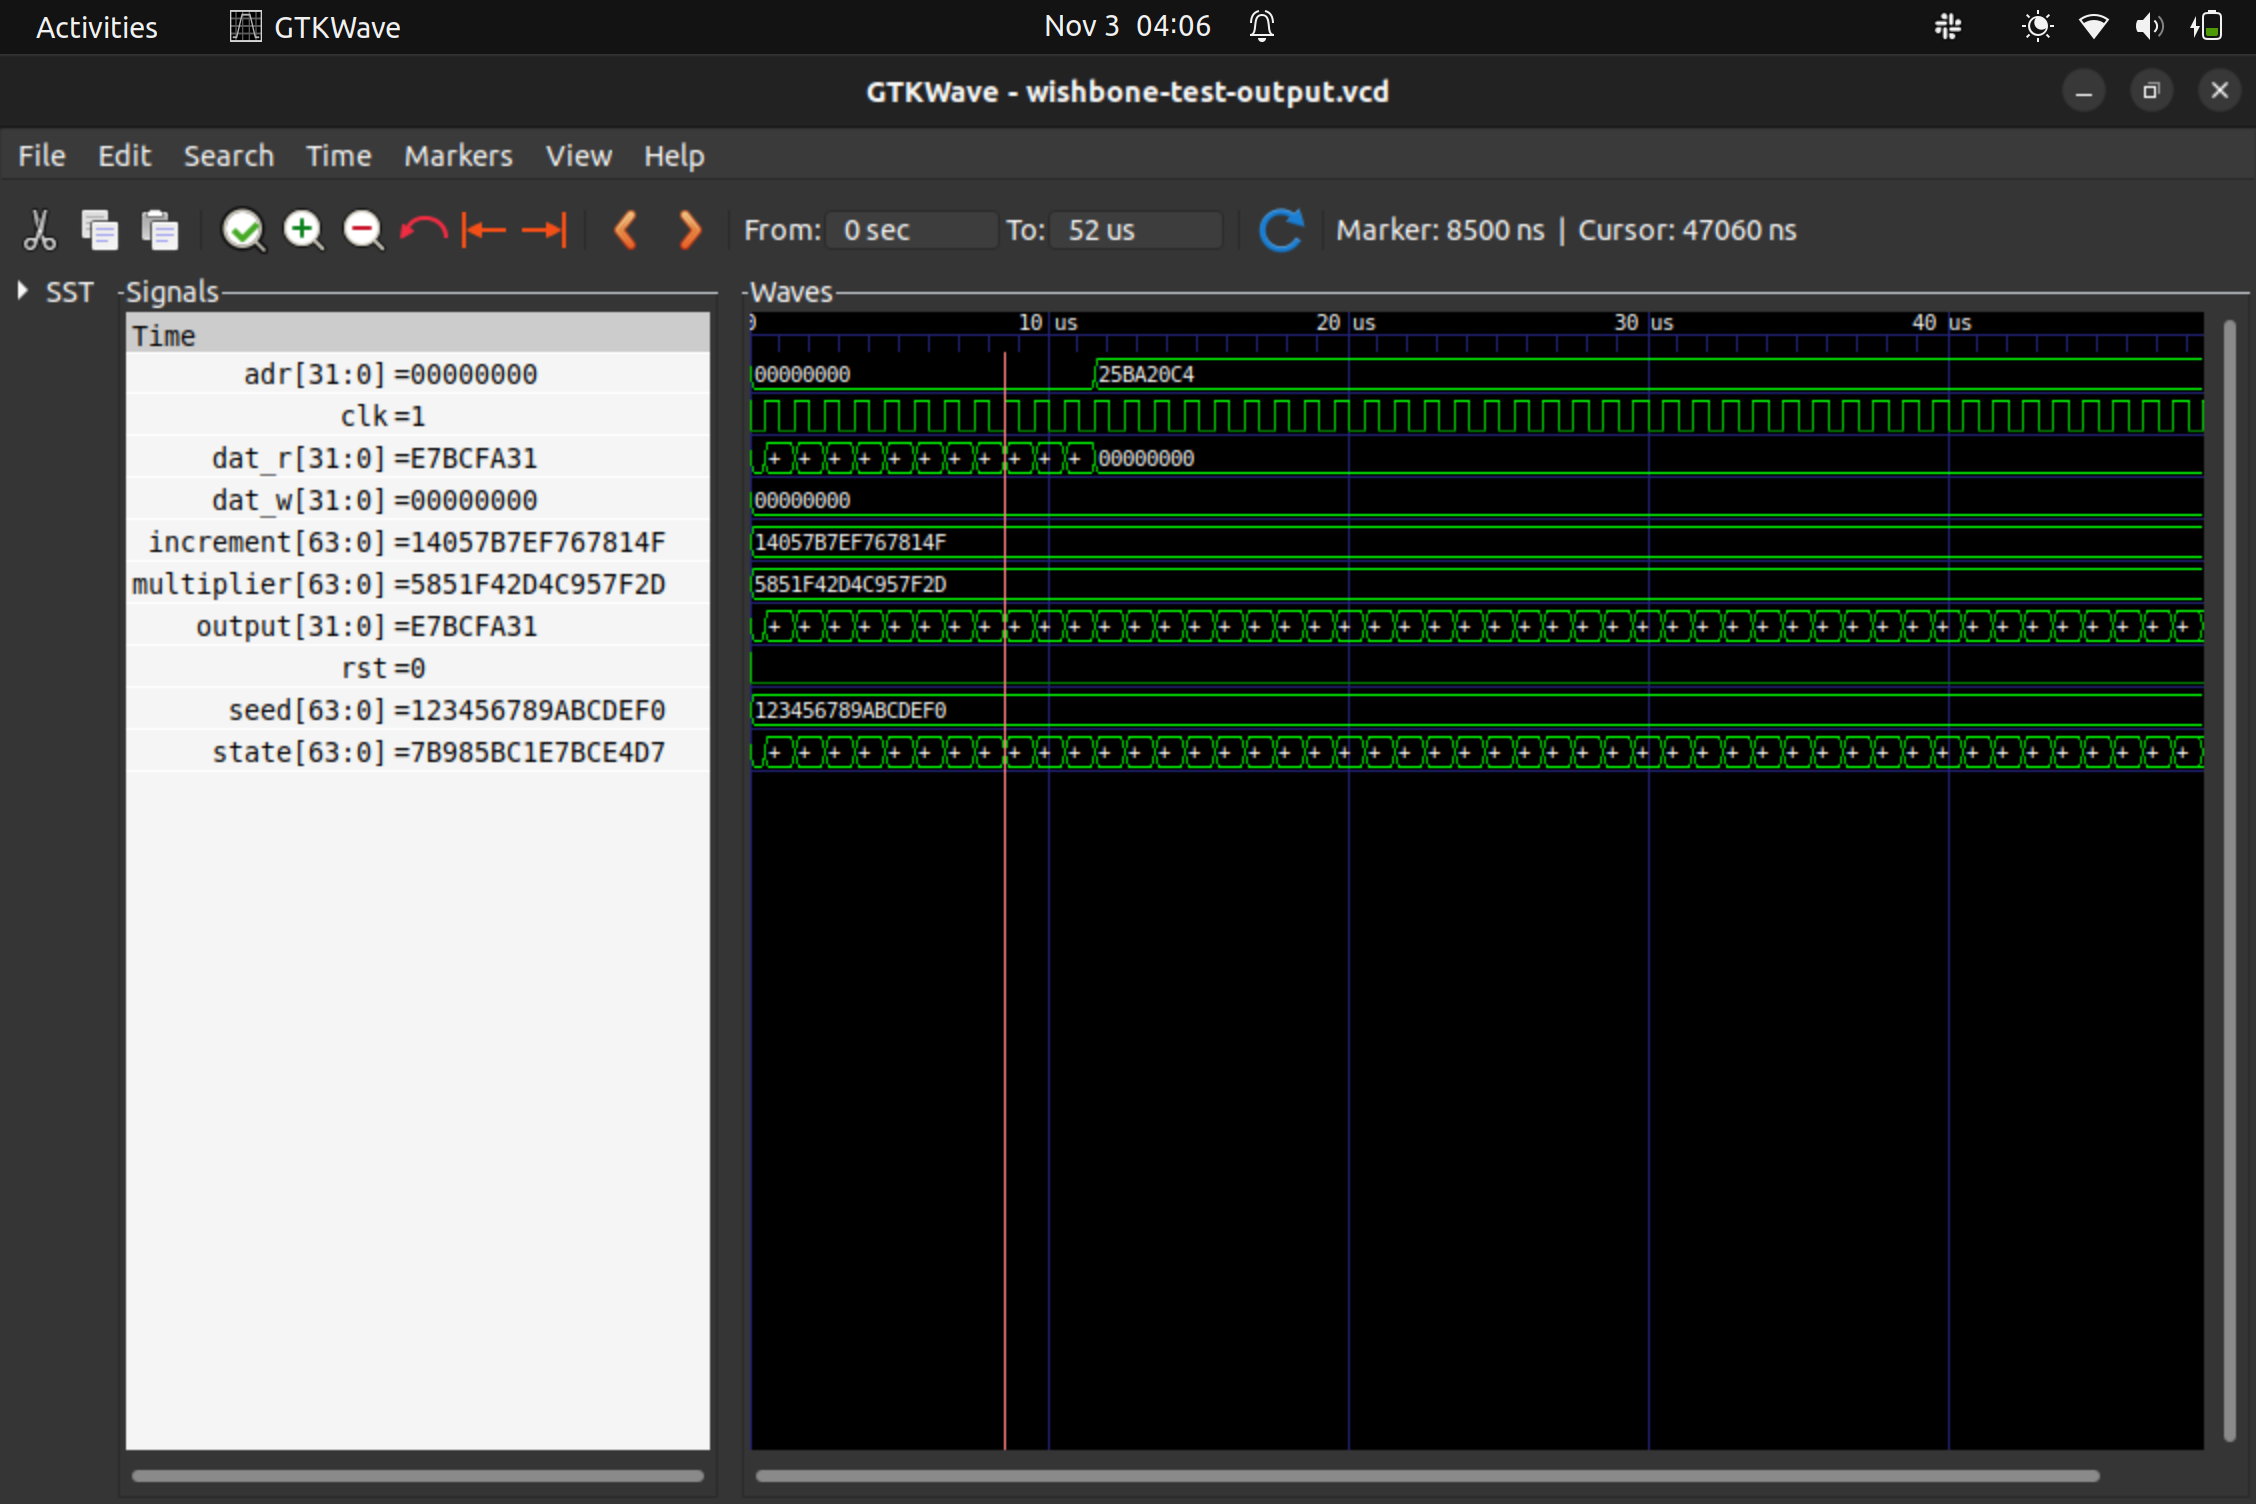 Activities GTKWave Nov 3 04:06
GTKWave - wishbone-test-output.vcd
File Edit Search Time Markers View Help
From: 0 sec To: 52 us Marker: 8500 ns | Cursor: 47060 ns
SST Signals Waves
Time
0 10 us 20 us 30 us 40 us
adr[31:0] =00000000 00000000 25BA20C4
clk =1
dat_r[31:0] =E7BCFA31 + + + + + + + + + + + 00000000
dat_w[31:0] =00000000 00000000
increment[63:0] =14057B7EF767814F 14057B7EF767814F
multiplier[63:0] =5851F42D4C957F2D 5851F42D4C957F2D
output[31:0] =E7BCFA31 + + + + + + + + + + + + + + + + + + + + + + + + + + + + + + + + + + + + + + + + + + + + + + + +
rst =0
seed[63:0] =123456789ABCDEF0 123456789ABCDEF0
state[63:0] =7B985BC1E7BCE4D7 + + + + + + + + + + + + + + + + + + + + + + + + + + + + + + + + + + + + + + + + + + + + + + + +